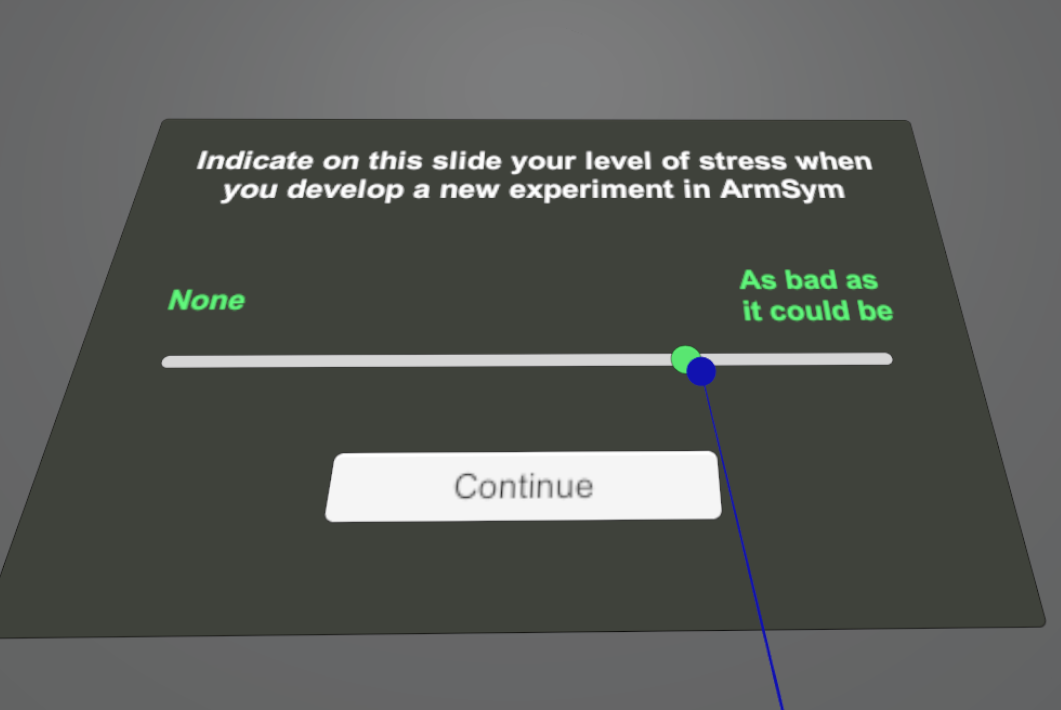 Indicate on this slide your level of stress when
you develop a new experiment in ArmSym
None
As bad as
it could be
Continue